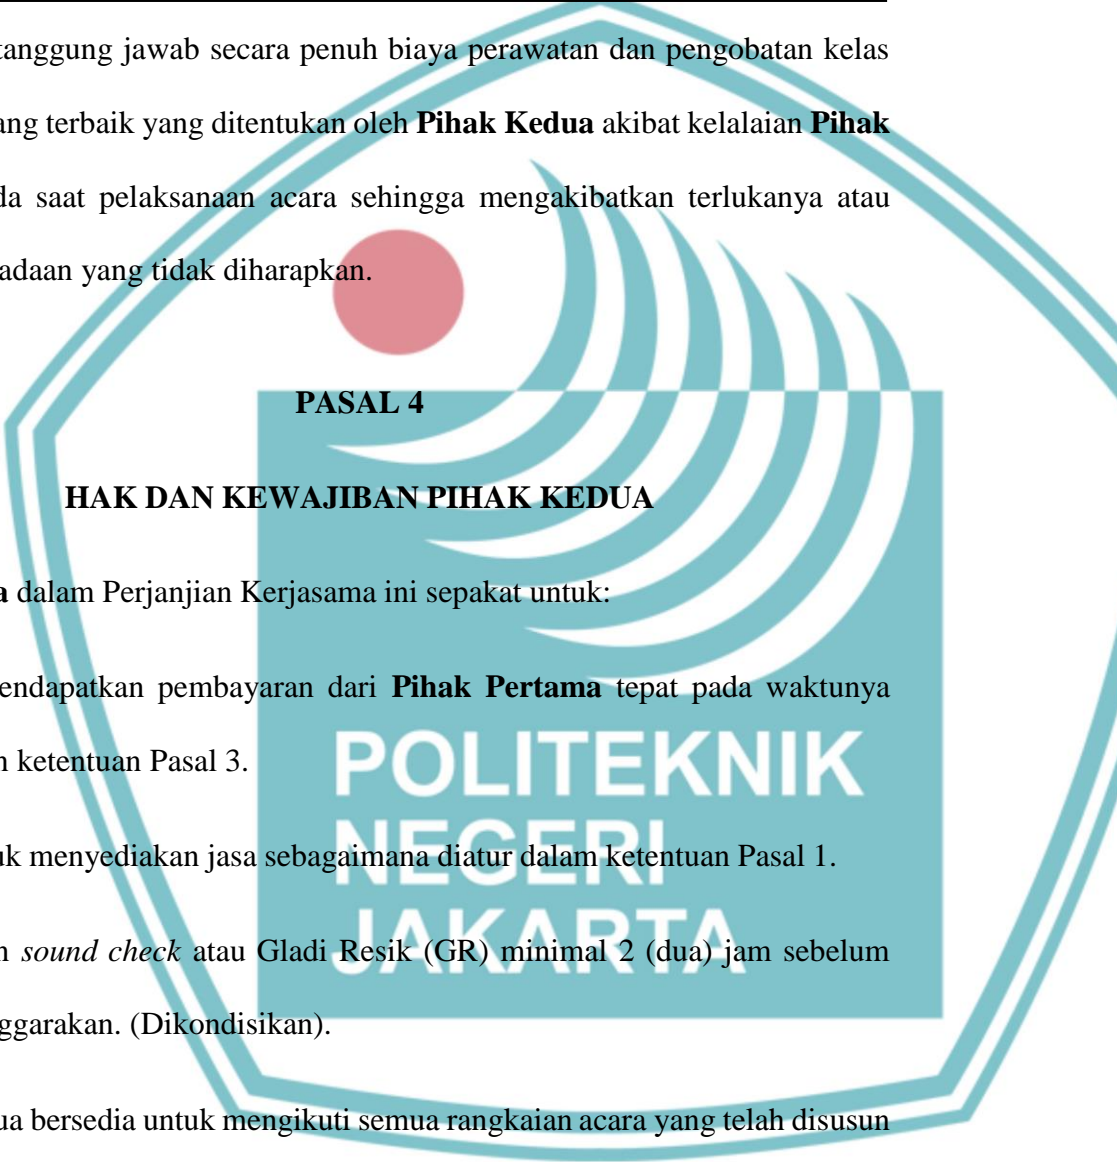 tanggung jawab secara penuh biaya perawatan dan pengobatan kelas
ang terbaik yang ditentukan oleh Pihak Kedua akibat kelalaian Pihak
da saat pelaksanaan acara sehingga mengakibatkan terlukanya atau
adaan yang tidak diharapkan.
PASAL 4
HAK DAN KEWAJIBAN PIHAK KEDUA
a dalam Perjanjian Kerjasama ini sepakat untuk:
endapatkan pembayaran dari Pihak Pertama tepat pada waktunya
n ketentuan Pasal 3.
uk menyediakan jasa sebagaimana diatur dalam ketentuan Pasal 1.
n sound check atau Gladi Resik (GR) minimal 2 (dua) jam sebelum
ggarakan. (Dikondisikan).
ua bersedia untuk mengikuti semua rangkaian acara yang telah disusun
POLITEKNIK
NEGERI
JAKARTA